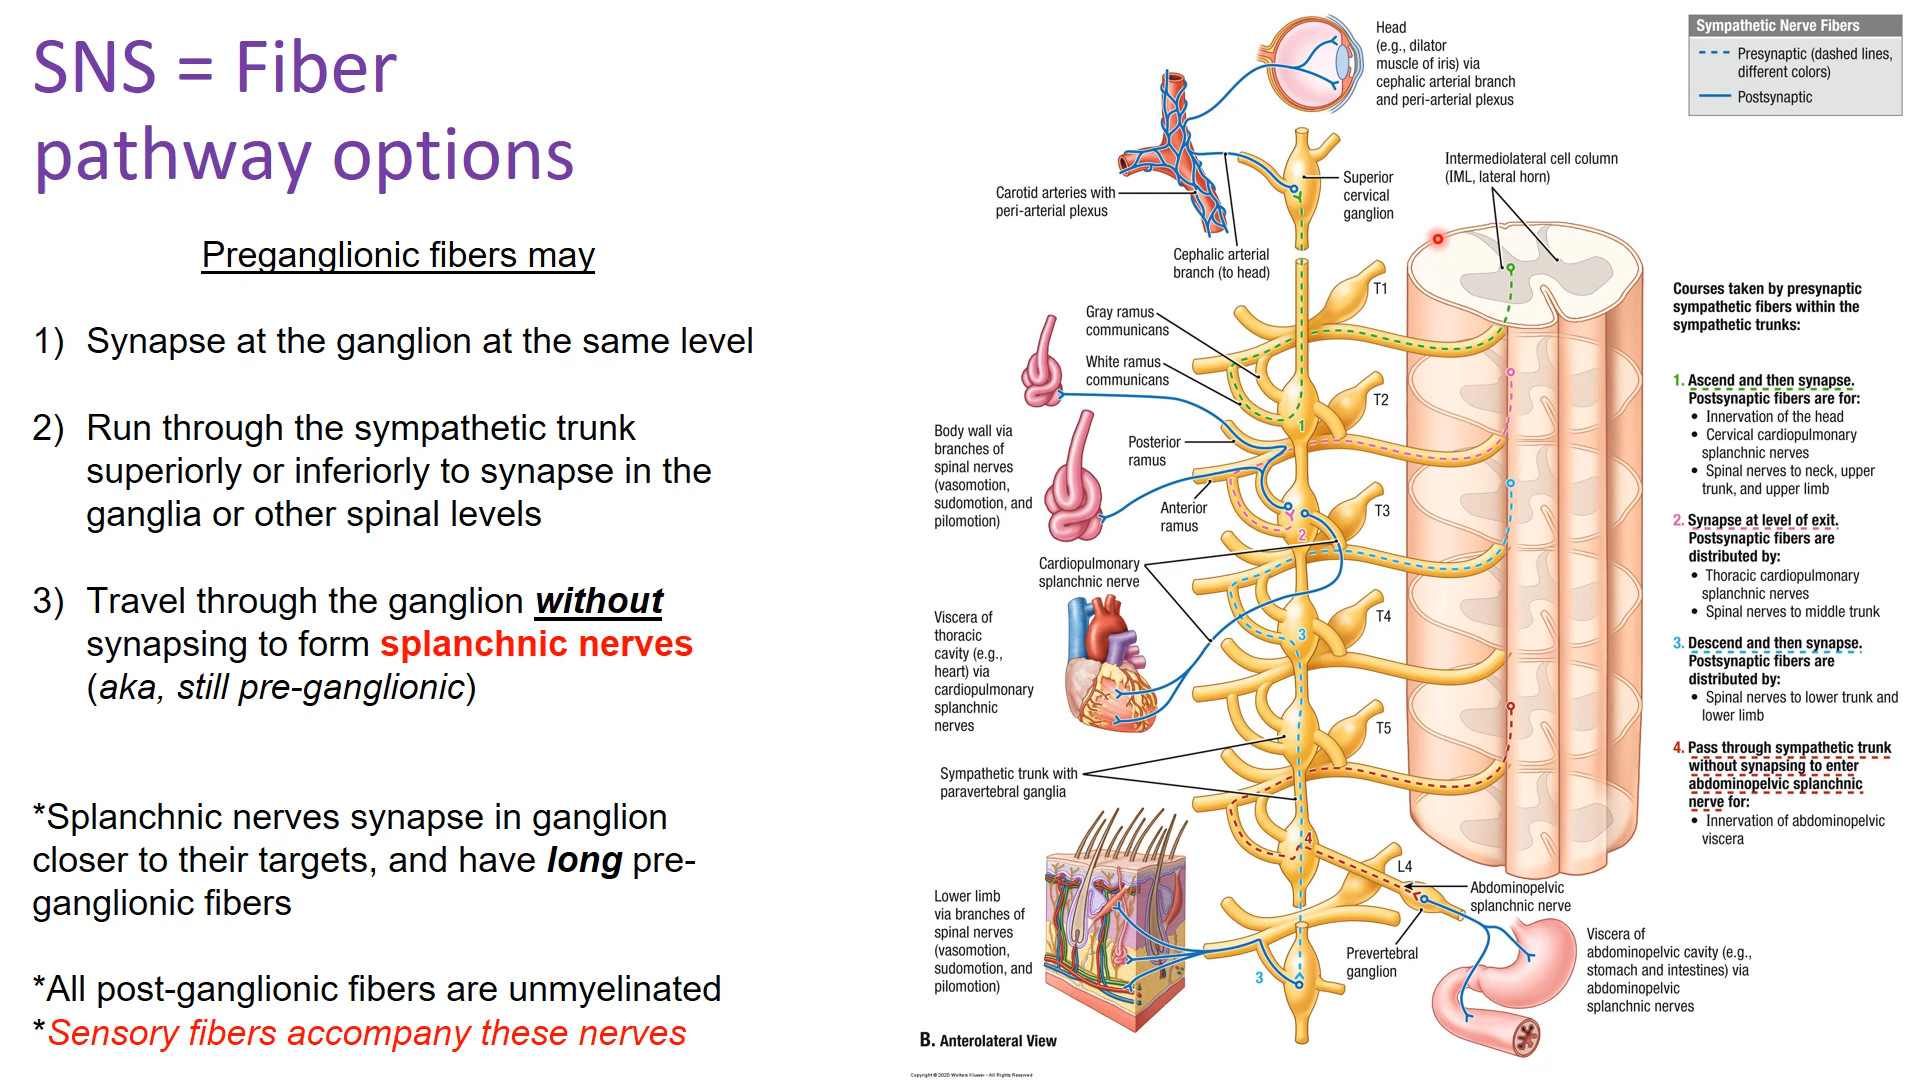 SNS = Fiber
pathway options
Preganglionic fibers may
1) Synapse at the ganglion at the same level
2) Run through the sympathetic trunk
superiorly or inferiorly to synapse in the
ganglia or other spinal levels
3) Travel through the ganglion without
synapsing to form splanchnic nerves
(aka, still pre-ganglionic)
*Splanchnic nerves synapse in ganglion
closer to their targets, and have long pre-
ganglionic fibers
*All post-ganglionic fibers are unmyelinated
*Sensory fibers accompany these nerves
Head
(e.g., dilator
muscle of iris) via
cephalic arterial branch
and peri-arterial plexus
Carotid arteries with
peri-arterial plexus
Superior
cervical
ganglion
Cephalic arterial
branch (to head)
Intermediolateral cell column
(IML, lateral horn)
Gray ramus
communicans
White ramus
communicans
T1
T2
T3
T4
T5
L4
1
2
3
4
3
Body wall via
branches of
spinal nerves
(vasomotion,
sudomotion, and
pilomotion)
Posterior
ramus
Anterior
ramus
Cardiopulmonary
splanchnic nerve
Viscera of
thoracic
cavity (e.g.,
heart) via
cardiopulmonary
splanchnic
nerves
Sympathetic trunk with
paravertebral ganglia
Lower limb
via branches of
spinal nerves
(vasomotion,
sudomotion, and
pilomotion)
Abdominopelvic
splanchnic nerve
Prevertebral
ganglion
Viscera of
abdominopelvic cavity (e.g.,
stomach and intestines) via
abdominopelvic
splanchnic nerves
B. Anterolateral View
Copyright © 2020 Wolters Kluwer - All Rights Reserved
Sympathetic Nerve Fibers
Presynaptic (dashed lines,
different colors)
Postsynaptic
Courses taken by presynaptic
sympathetic fibers within the
sympathetic trunks:
1. Ascend and then synapse.
Postsynaptic fibers are for:
• Innervation of the head
• Cervical cardiopulmonary
splanchnic nerves
• Spinal nerves to neck, upper
trunk, and upper limb
2. Synapse at level of exit.
Postsynaptic fibers are
distributed by:
• Thoracic cardiopulmonary
splanchnic nerves
• Spinal nerves to middle trunk
3. Descend and then synapse.
Postsynaptic fibers are
distributed by:
• Spinal nerves to lower trunk and
lower limb
4. Pass through sympathetic trunk
without synapsing to enter
abdominopelvic splanchnic
nerve for:
• Innervation of abdominopelvic
viscera